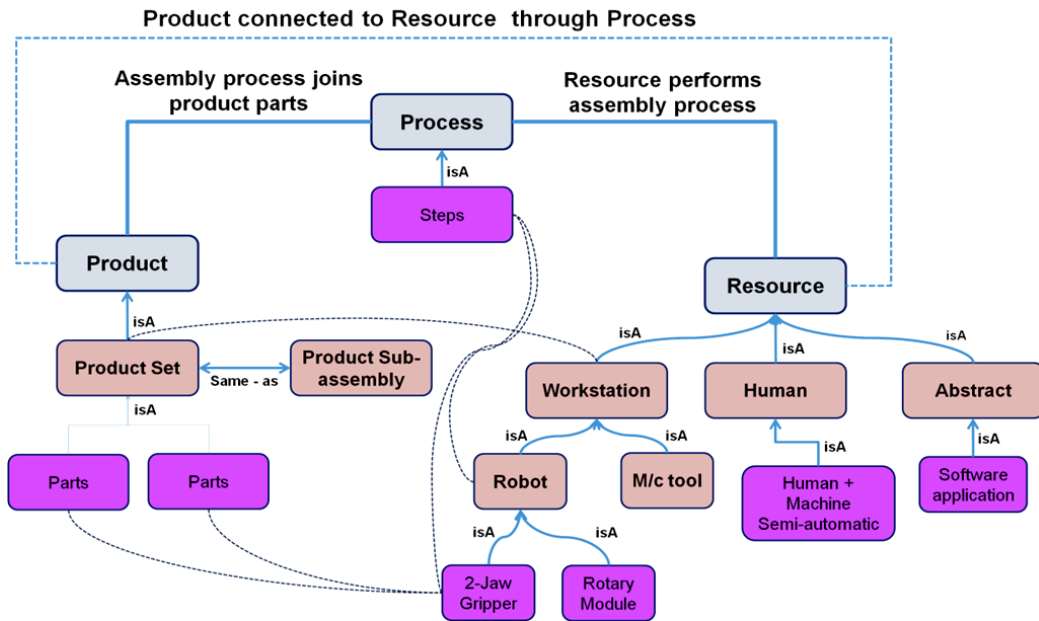 Product connected to Resource through Process
Assembly process joins
product parts
Resource performs
assembly process
Process
isA
Steps
Product
Resource
isA
isA
isA
isA
Product Set
Same - as
Product Sub-
assembly
Workstation
Human
Abstract
isA
isA
isA
isA
isA
Parts
Parts
Robot
M/c tool
Human +
Machine
Semi-automatic
Software
application
isA
isA
2-Jaw
Gripper
Rotary
Module